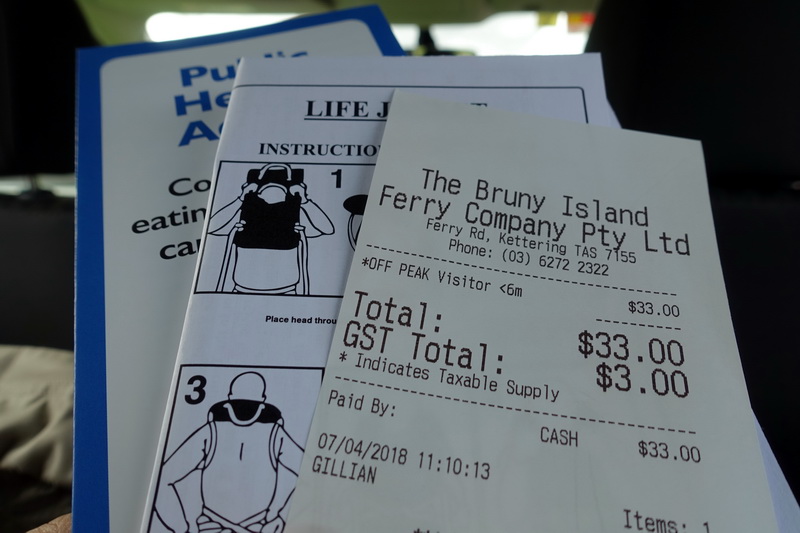 Public
He
A
Co
eatin
ca
LIFE J
INSTRUCTIO
1
Place head throu
3
The Bruny Island
Ferry Company Pty Ltd
Ferry Rd, Kettering TAS 7155
Phone: (03) 6272 2322
*OFF PEAK Visitor <6m
$33.00
Total: $33.00
GST Total: $3.00
* Indicates Taxable Supply
Paid By:
CASH $33.00
07/04/2018 11:10:13
GILLIAN
Items: 1